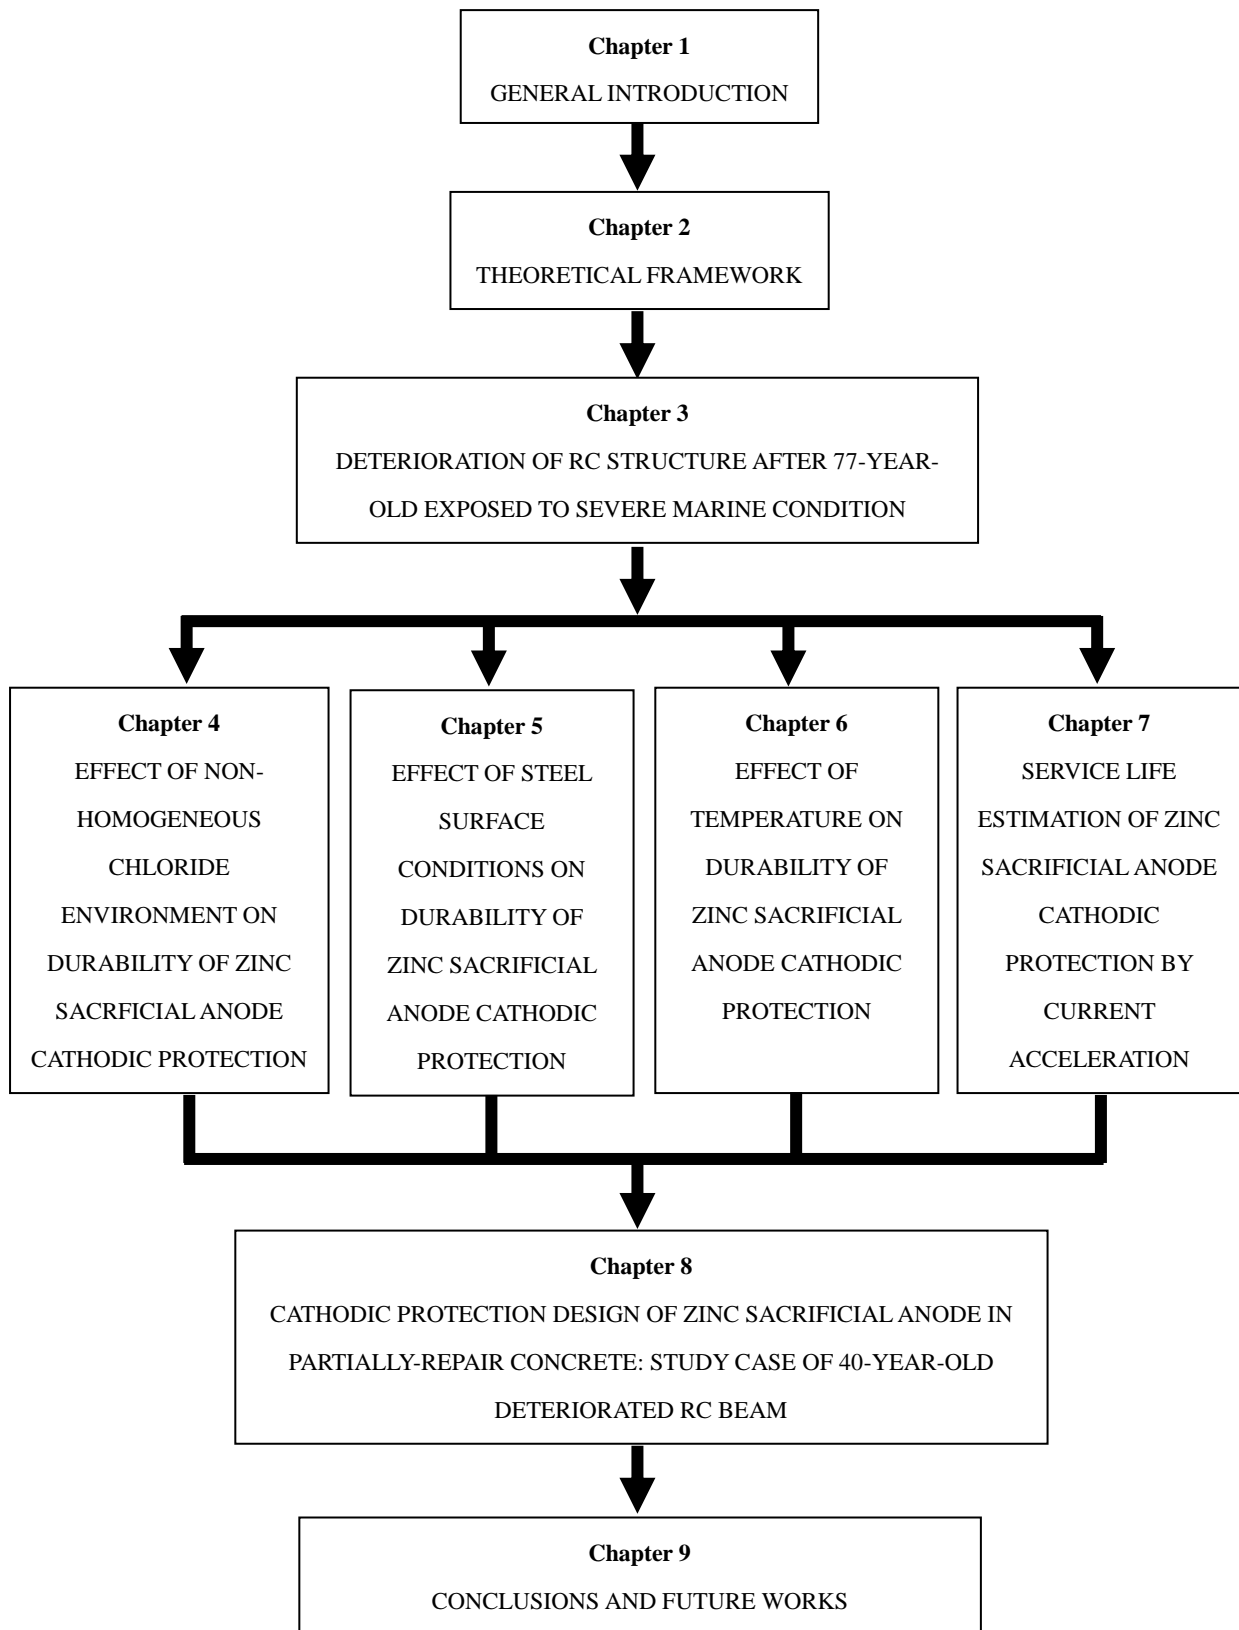 Chapter 1
GENERAL INTRODUCTION
Chapter 2
THEORETICAL FRAMEWORK
Chapter 3
DETERIORATION OF RC STRUCTURE AFTER 77-YEAR-
OLD EXPOSED TO SEVERE MARINE CONDITION
Chapter 4
EFFECT OF NON-
HOMOGENEOUS
CHLORIDE
ENVIRONMENT ON
DURABILITY OF ZINC
SACRFICIAL ANODE
CATHODIC PROTECTION
Chapter 5
EFFECT OF STEEL
SURFACE
CONDITIONS ON
DURABILITY OF
ZINC SACRIFICIAL
ANODE CATHODIC
PROTECTION
Chapter 6
EFFECT OF
TEMPERATURE ON
DURABILITY OF
ZINC SACRIFICIAL
ANODE CATHODIC
PROTECTION
Chapter 7
SERVICE LIFE
ESTIMATION OF ZINC
SACRIFICIAL ANODE
CATHODIC
PROTECTION BY
CURRENT
ACCELERATION
Chapter 8
CATHODIC PROTECTION DESIGN OF ZINC SACRIFICIAL ANODE IN
PARTIALLY-REPAIR CONCRETE: STUDY CASE OF 40-YEAR-OLD
DETERIORATED RC BEAM
Chapter 9
CONCLUSIONS AND FUTURE WORKS